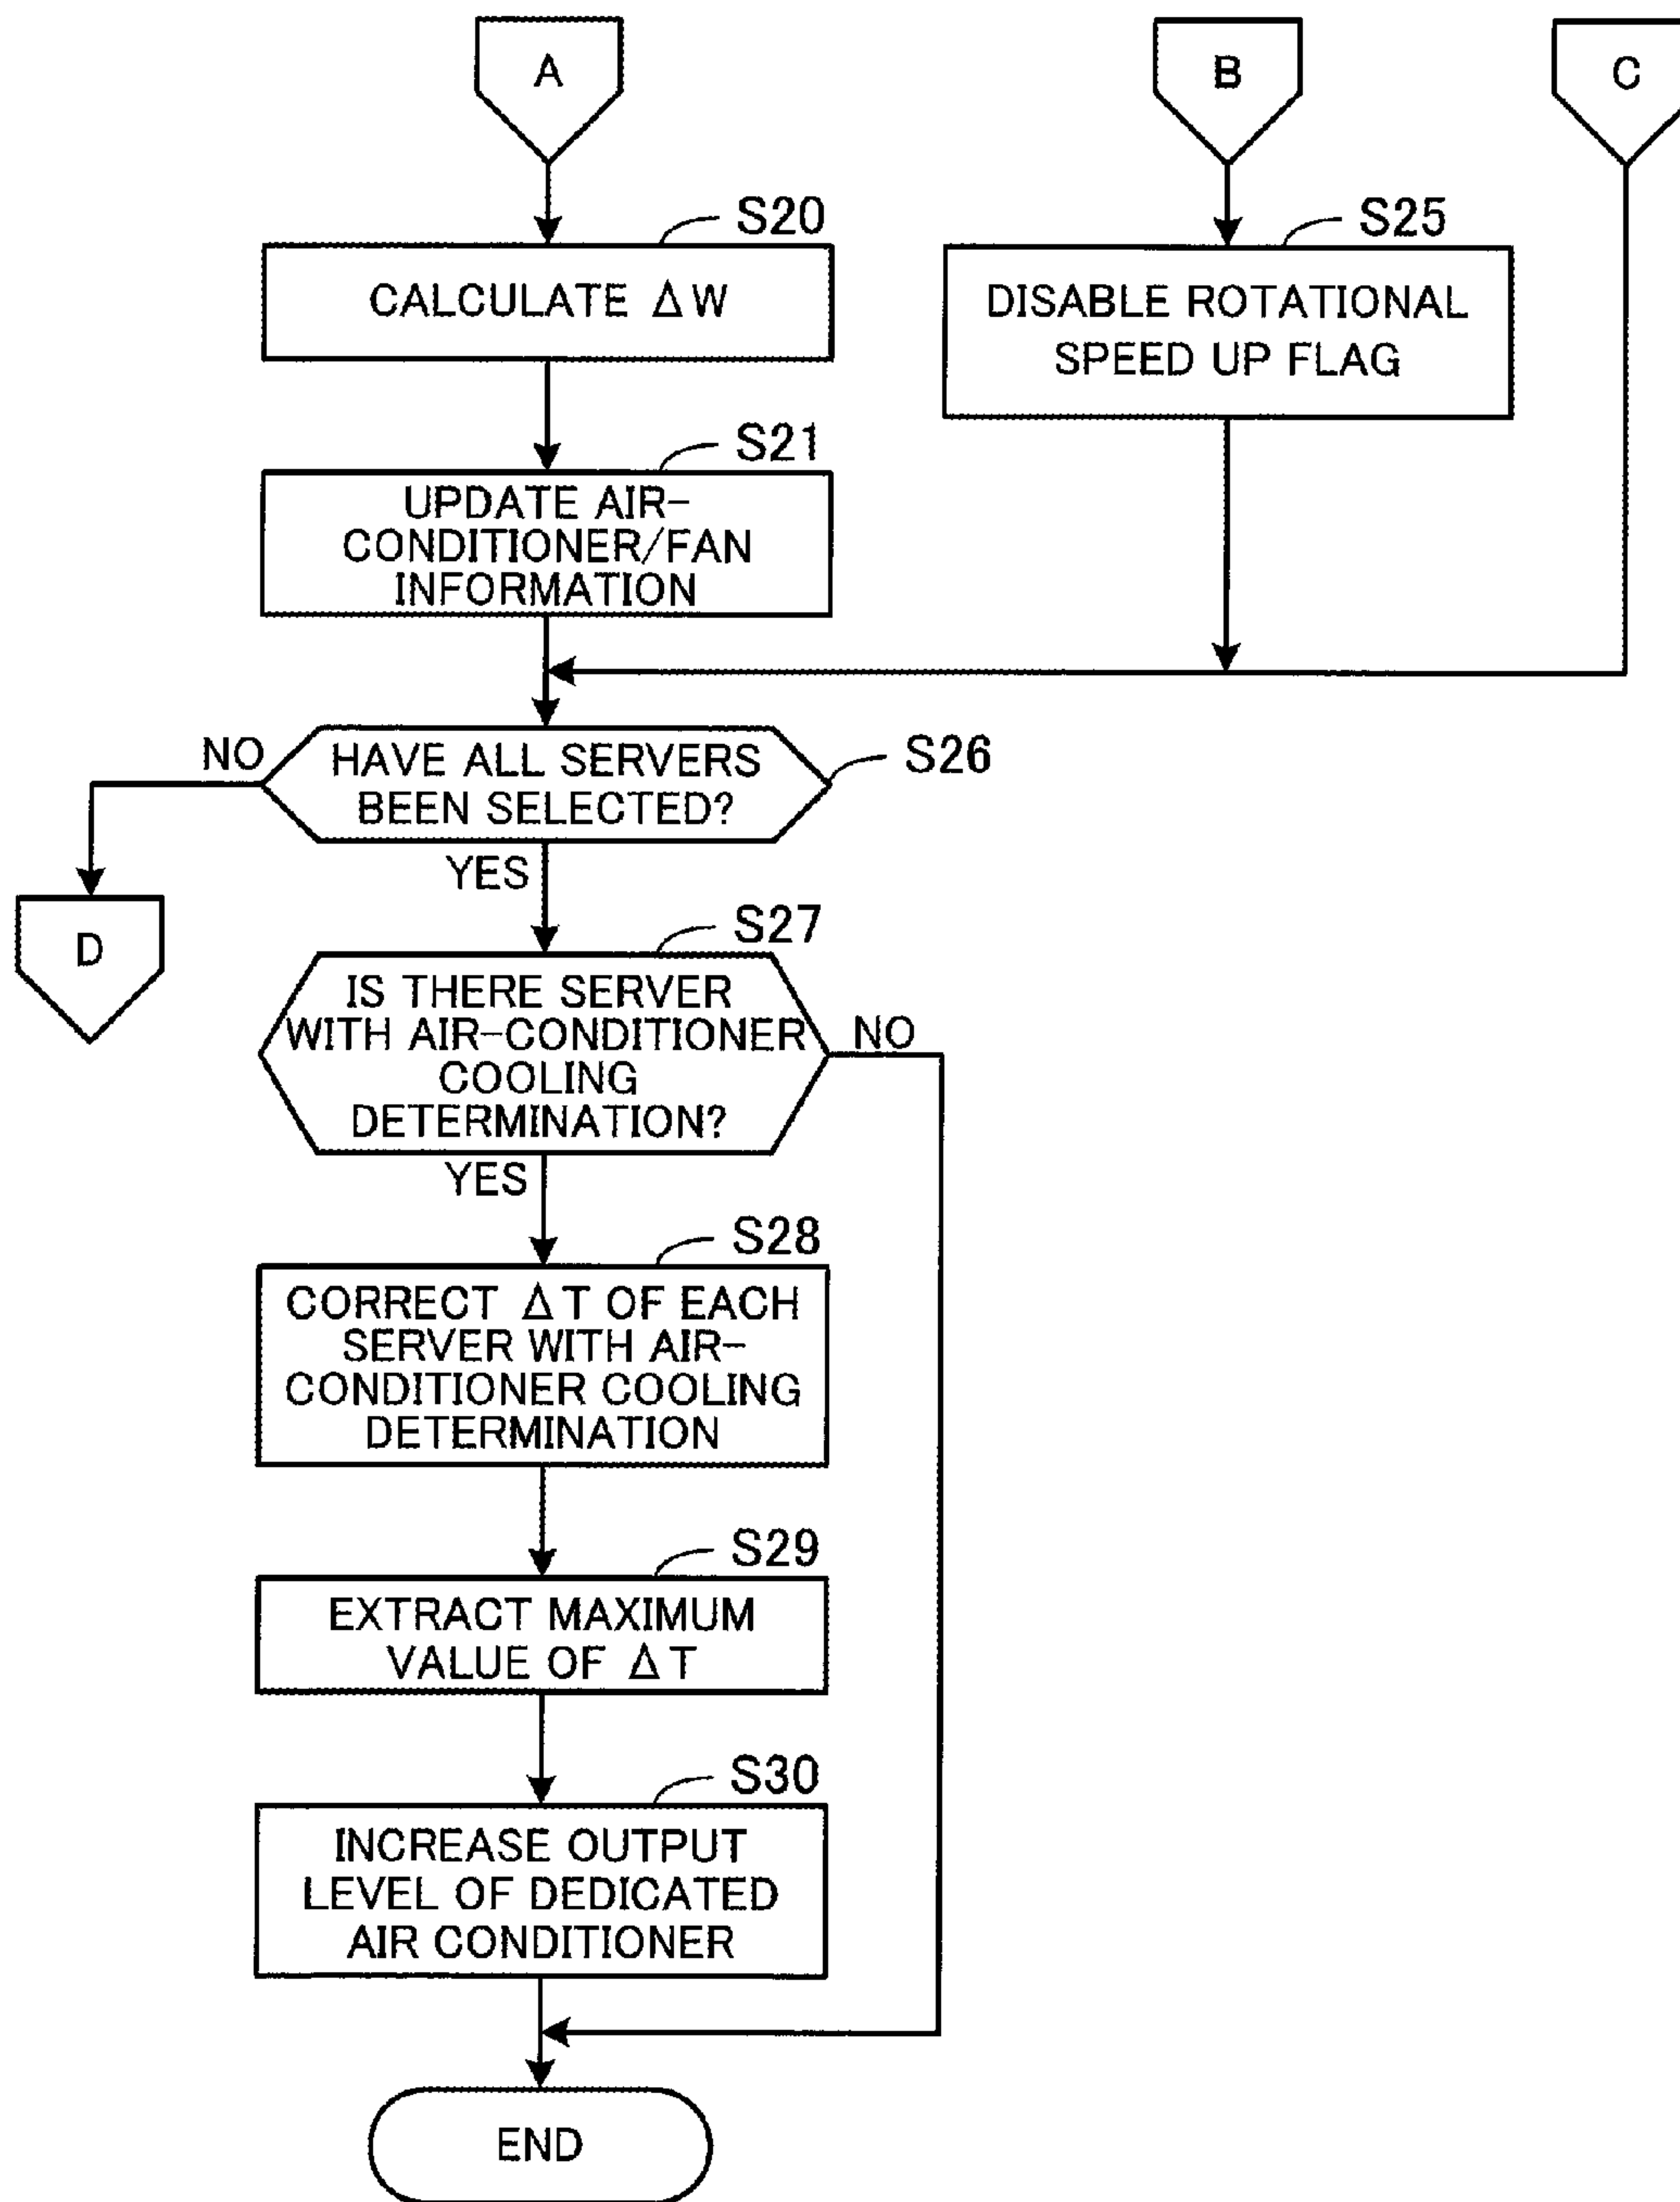 A
B
C
S20
CALCULATE ΔW
S25
DISABLE ROTATIONAL
SPEED UP FLAG
S21
UPDATE AIR-
CONDITIONER/FAN
INFORMATION
S26
HAVE ALL SERVERS
BEEN SELECTED?
NO
YES
D
S27
IS THERE SERVER
WITH AIR-CONDITIONER
COOLING
DETERMINATION?
NO
YES
S28
CORRECT ΔT OF EACH
SERVER WITH AIR-
CONDITIONER COOLING
DETERMINATION
S29
EXTRACT MAXIMUM
VALUE OF ΔT
S30
INCREASE OUTPUT
LEVEL OF DEDICATED
AIR CONDITIONER
END